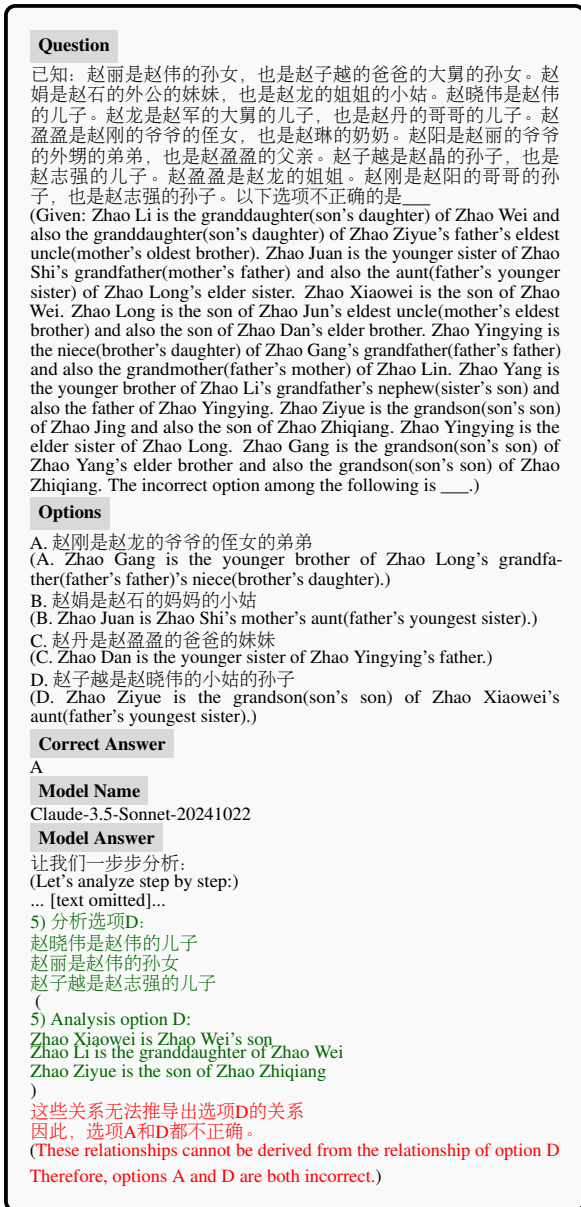 Question
已知：赵丽是赵伟的孙女，也是赵子越的爸爸的大舅的孙女。赵
娟是赵石的外公的妹妹，也是赵龙的姐姐的小姑。赵晓伟是赵伟
的儿子。赵龙是赵军的大舅的儿子，也是赵丹的哥哥的儿子。赵
盈盈是赵刚的爷爷的侄女，也是赵琳的奶奶。赵阳是赵丽的爷爷
的外甥的弟弟，也是赵盈盈的父亲。赵子越是赵晶的孙子，也是
赵志强的儿子。赵盈盈是赵龙的姐姐。赵刚是赵阳的哥哥的孙
子，也是赵志强的孙子。以下选项不正确的是___
(Given: Zhao Li is the granddaughter(son's daughter) of Zhao Wei and
also the granddaughter(son's daughter) of Zhao Ziyue's father's eldest
uncle(mother's oldest brother). Zhao Juan is the younger sister of Zhao
Shi's grandfather(mother's father) and also the aunt(father's younger
sister) of Zhao Long's elder sister. Zhao Xiaowei is the son of Zhao
Wei. Zhao Long is the son of Zhao Jun's eldest uncle(mother's eldest
brother) and also the son of Zhao Dan's elder brother. Zhao Yingying is
the niece(brother's daughter) of Zhao Gang's grandfather(father's father)
and also the grandmother(father's mother) of Zhao Lin. Zhao Yang is
the younger brother of Zhao Li's grandfather's nephew(sister's son) and
also the father of Zhao Yingying. Zhao Ziyue is the grandson(son's son)
of Zhao Jing and also the son of Zhao Zhiqiang. Zhao Yingying is the
elder sister of Zhao Long. Zhao Gang is the grandson(son's son) of
Zhao Yang's elder brother and also the grandson(son's son) of Zhao
Zhiqiang. The incorrect option among the following is ___.)
Options
A. 赵刚是赵龙的爷爷的侄女的弟弟
(A. Zhao Gang is the younger brother of Zhao Long's grandfa-
ther(father's father)'s niece(brother's daughter).)
B. 赵娟是赵石的妈妈的小姑
(B. Zhao Juan is Zhao Shi's mother's aunt(father's youngest sister).)
C. 赵丹是赵盈盈的爸爸的妹妹
(C. Zhao Dan is the younger sister of Zhao Yingying's father.)
D. 赵子越是赵晓伟的小姑的孙子
(D. Zhao Ziyue is the grandson(son's son) of Zhao Xiaowei's
aunt(father's youngest sister).)
Correct Answer
A
Model Name
Claude-3.5-Sonnet-20241022
Model Answer
让我们一步步分析：
(Let's analyze step by step:)
... [text omitted]...
5) 分析选项D：
赵晓伟是赵伟的儿子
赵丽是赵伟的孙女
赵子越是赵志强的儿子
(
5) Analysis option D:
Zhao Xiaowei is Zhao Wei's son
Zhao Li is the granddaughter of Zhao Wei
Zhao Ziyue is the son of Zhao Zhiqiang
)
这些关系无法推导出选项D的关系
因此，选项A和D都不正确。
(These relationships cannot be derived from the relationship of option D
Therefore, options A and D are both incorrect.)